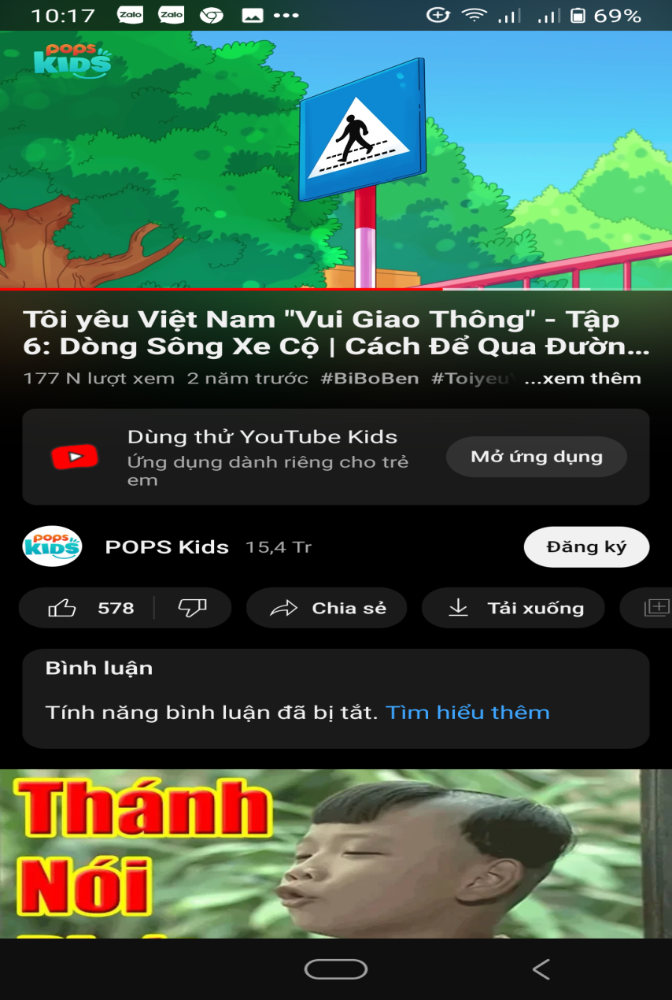 10:17 Zalo Zalo 69%
POPS
KIDS
Tôi yêu Việt Nam "Vui Giao Thông" - Tập
6: Dòng Sông Xe Cộ | Cách Để Qua Đườn...
177 N lượt xem 2 năm trước #BiBoBen #Toiyeu ...xem thêm
Dùng thử YouTube Kids
Ứng dụng dành riêng cho trẻ
em
Mở ứng dụng
POPS
KIDS
POPS Kids 15,4 Tr
Đăng ký
578
Chia sẻ
Tải xuống
Bình luận
Tính năng bình luận đã bị tắt. Tìm hiểu thêm
Thánh
Nói